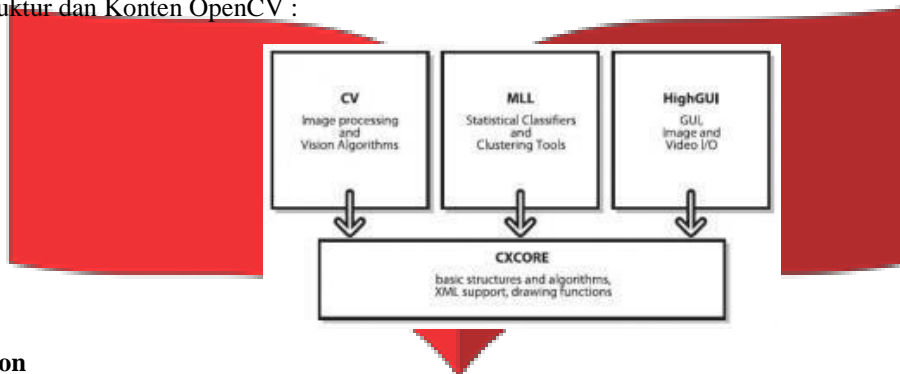 uktur dan Konten OpenCV :
CV
Image processing
and
Vision Algorithms
MLL
Statistical Classifiers
and
Clustering Tools
HighGUI
GUI,
Image and
Video I/O
CXCORE
basic structures and algorithms,
XML support, drawing functions
on